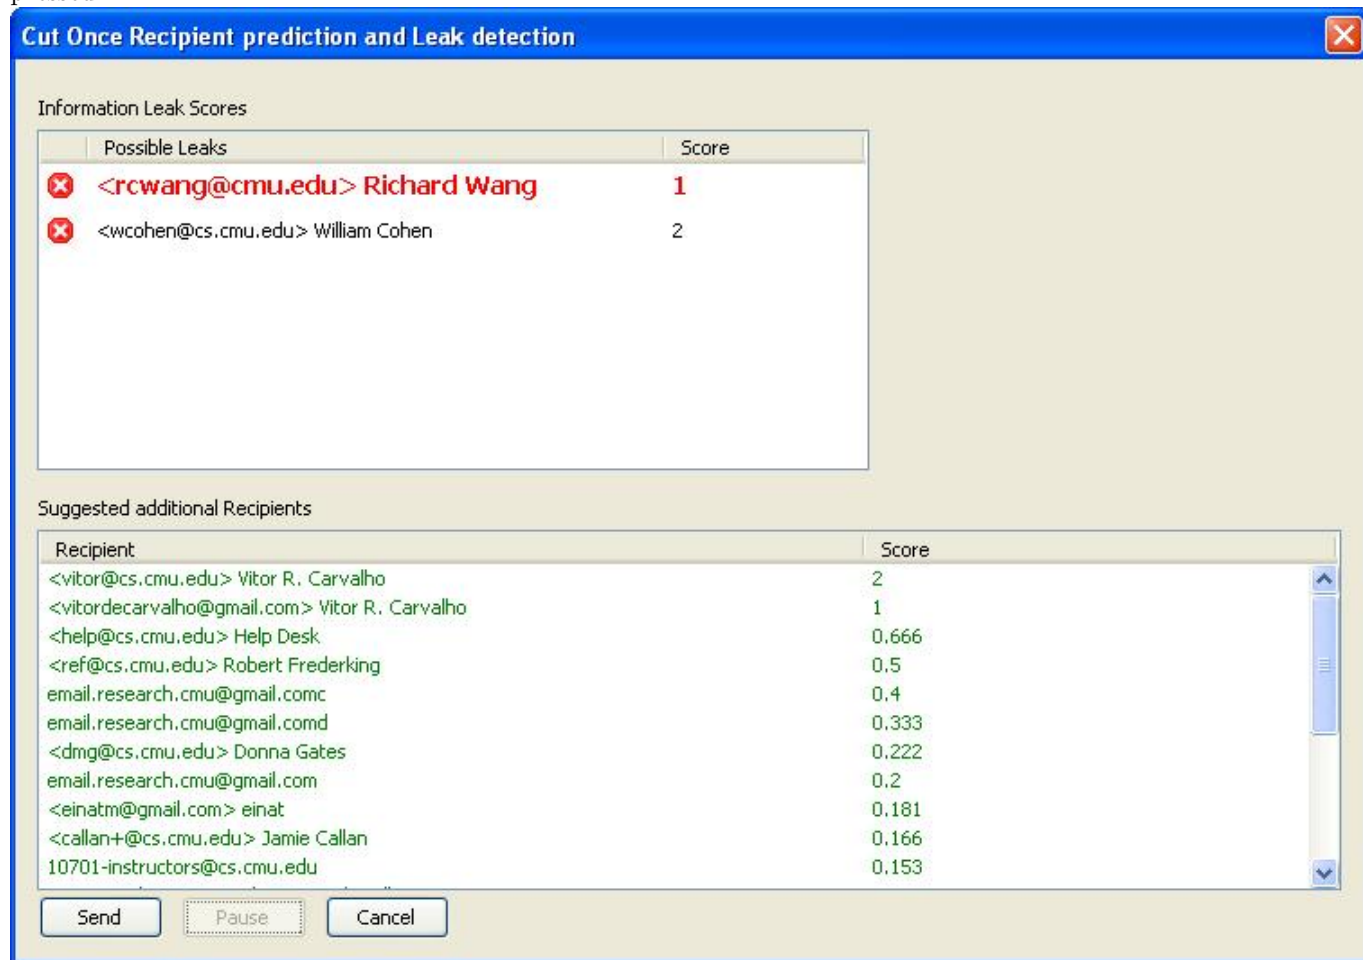 Cut Once Recipient prediction and Leak detection
Information Leak Scores
Possible Leaks Score
<rcwang@cmu.edu> Richard Wang 1
<wcohen@cs.cmu.edu> William Cohen 2
Suggested additional Recipients
Recipient Score
<vitor@cs.cmu.edu> Vitor R. Carvalho 2
<vitordecarvalho@gmail.com> Vitor R. Carvalho 1
<help@cs.cmu.edu> Help Desk 0.666
<ref@cs.cmu.edu> Robert Frederking 0.5
email.research.cmu@gmail.comc 0.4
email.research.cmu@gmail.comd 0.333
<dmg@cs.cmu.edu> Donna Gates 0.222
email.research.cmu@gmail.com 0.2
<einatm@gmail.com> einat 0.181
<callan+@cs.cmu.edu> Jamie Callan 0.166
10701-instructors@cs.cmu.edu 0.153
Send Pause Cancel